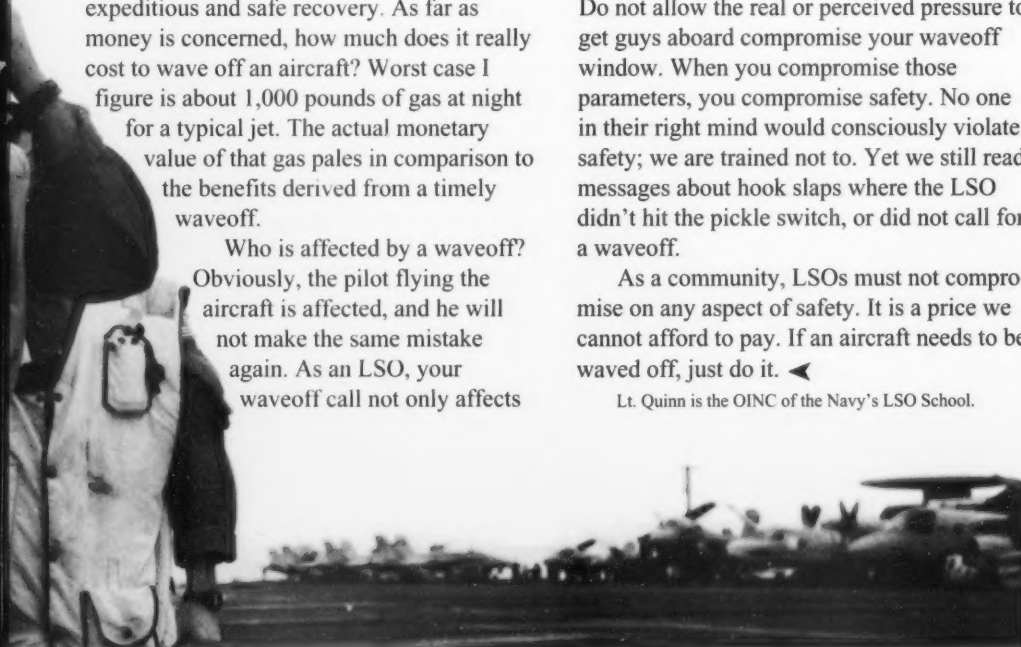 expeditious and safe recovery. As far as
money is concerned, how much does it really
cost to wave off an aircraft? Worst case I
figure is about 1,000 pounds of gas at night
for a typical jet. The actual monetary
value of that gas pales in comparison to
the benefits derived from a timely
waveoff.
Who is affected by a waveoff?
Obviously, the pilot flying the
aircraft is affected, and he will
not make the same mistake
again. As an LSO, your
waveoff call not only affects
Do not allow the real or perceived pressure to
get guys aboard compromise your waveoff
window. When you compromise those
parameters, you compromise safety. No one
in their right mind would consciously violate
safety; we are trained not to. Yet we still read
messages about hook slaps where the LSO
didn't hit the pickle switch, or did not call for
a waveoff.
As a community, LSOs must not compro-
mise on any aspect of safety. It is a price we
cannot afford to pay. If an aircraft needs to be
waved off, just do it.
Lt. Quinn is the OINC of the Navy's LSO School.